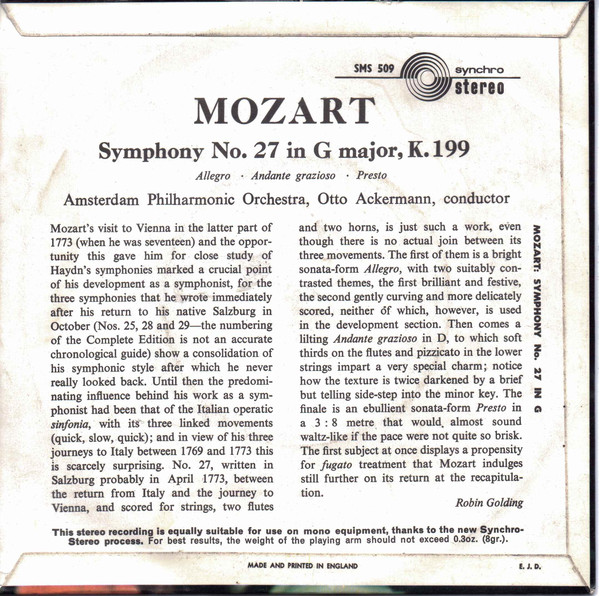 SMS 509
synchro
stereo
MOZART
Symphony No. 27 in G major, K.199
Allegro · Andante grazioso · Presto
Amsterdam Philharmonic Orchestra, Otto Ackermann, conductor
Mozart's visit to Vienna in the latter part of
1773 (when he was seventeen) and the oppor-
tunity this gave him for close study of
Haydn's symphonies marked a crucial point
of his development as a symphonist, for the
three symphonies that he wrote immediately
after his return to his native Salzburg in
October (Nos. 25, 28 and 29—the numbering
of the Complete Edition is not an accurate
chronological guide) show a consolidation of
his symphonic style after which he never
really looked back. Until then the predomi-
nating influence behind his work as a sym-
phonist had been that of the Italian operatic
sinfonia, with its three linked movements
(quick, slow, quick); and in view of his three
journeys to Italy between 1769 and 1773 this
is scarcely surprising. No. 27, written in
Salzburg probably in April 1773, between
the return from Italy and the journey to
Vienna, and scored for strings, two flutes
and two horns, is just such a work, even
though there is no actual join between its
three movements. The first of them is a bright
sonata-form Allegro, with two suitably con-
trasted themes, the first brilliant and festive,
the second gently curving and more delicately
scored, neither of which, however, is used
in the development section. Then comes a
lilting Andante grazioso in D, to which soft
thirds on the flutes and pizzicato in the lower
strings impart a very special charm; notice
how the texture is twice darkened by a brief
but telling side-step into the minor key. The
finale is an ebullient sonata-form Presto in
a 3 : 8 metre that would almost sound
waltz-like if the pace were not quite so brisk.
The first subject at once displays a propensity
for fugato treatment that Mozart indulges
still further on its return at the recapitula-
tion.
Robin Golding
MOZART: SYMPHONY No. 27 IN G
This stereo recording is equally suitable for use on mono equipment, thanks to the new Synchro-
Stereo process. For best results, the weight of the playing arm should not exceed 0.3oz. (8gr.).
MADE AND PRINTED IN ENGLAND
E. J. D.